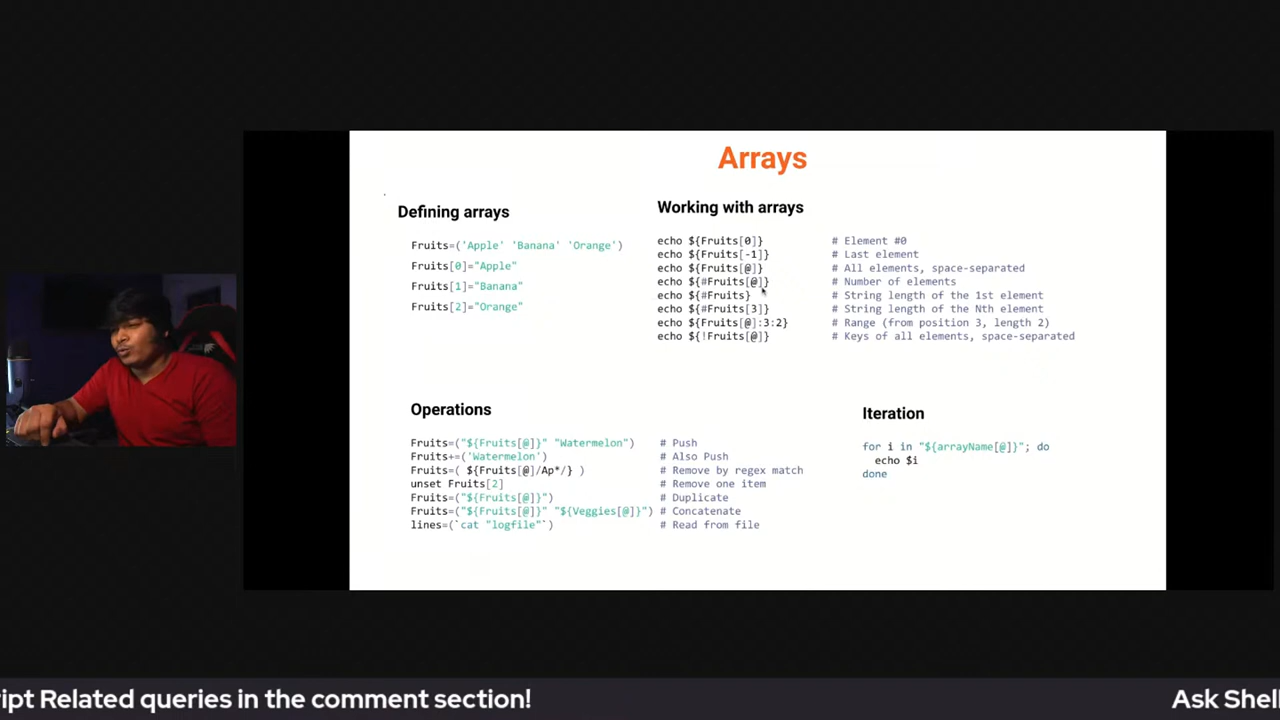 Arrays
Defining arrays
Fruits=('Apple' 'Banana' 'Orange')
Fruits[0]="Apple"
Fruits[1]="Banana"
Fruits[2]="Orange"
Working with arrays
echo ${Fruits[0]} # Element #0
echo ${Fruits[-1]} # Last element
echo ${Fruits[@]} # All elements, space-separated
echo ${#Fruits[@]} # Number of elements
echo ${#Fruits} # String length of the 1st element
echo ${#Fruits[3]} # String length of the Nth element
echo ${Fruits[@]:3:2} # Range (from position 3, length 2)
echo ${!Fruits[@]} # Keys of all elements, space-separated
Operations
Fruits=("${Fruits[@]}" "Watermelon") # Push
Fruits+=('Watermelon') # Also Push
Fruits=( ${Fruits[@]/Ap*/} ) # Remove by regex match
unset Fruits[2] # Remove one item
Fruits=("${Fruits[@]}") # Duplicate
Fruits=("${Fruits[@]}" "${Veggies[@]}") # Concatenate
lines=(`cat "logfile"`) # Read from file
Iteration
for i in "${arrayName[@]}"; do
echo $i
done
ipt Related queries in the comment section! Ask Shell